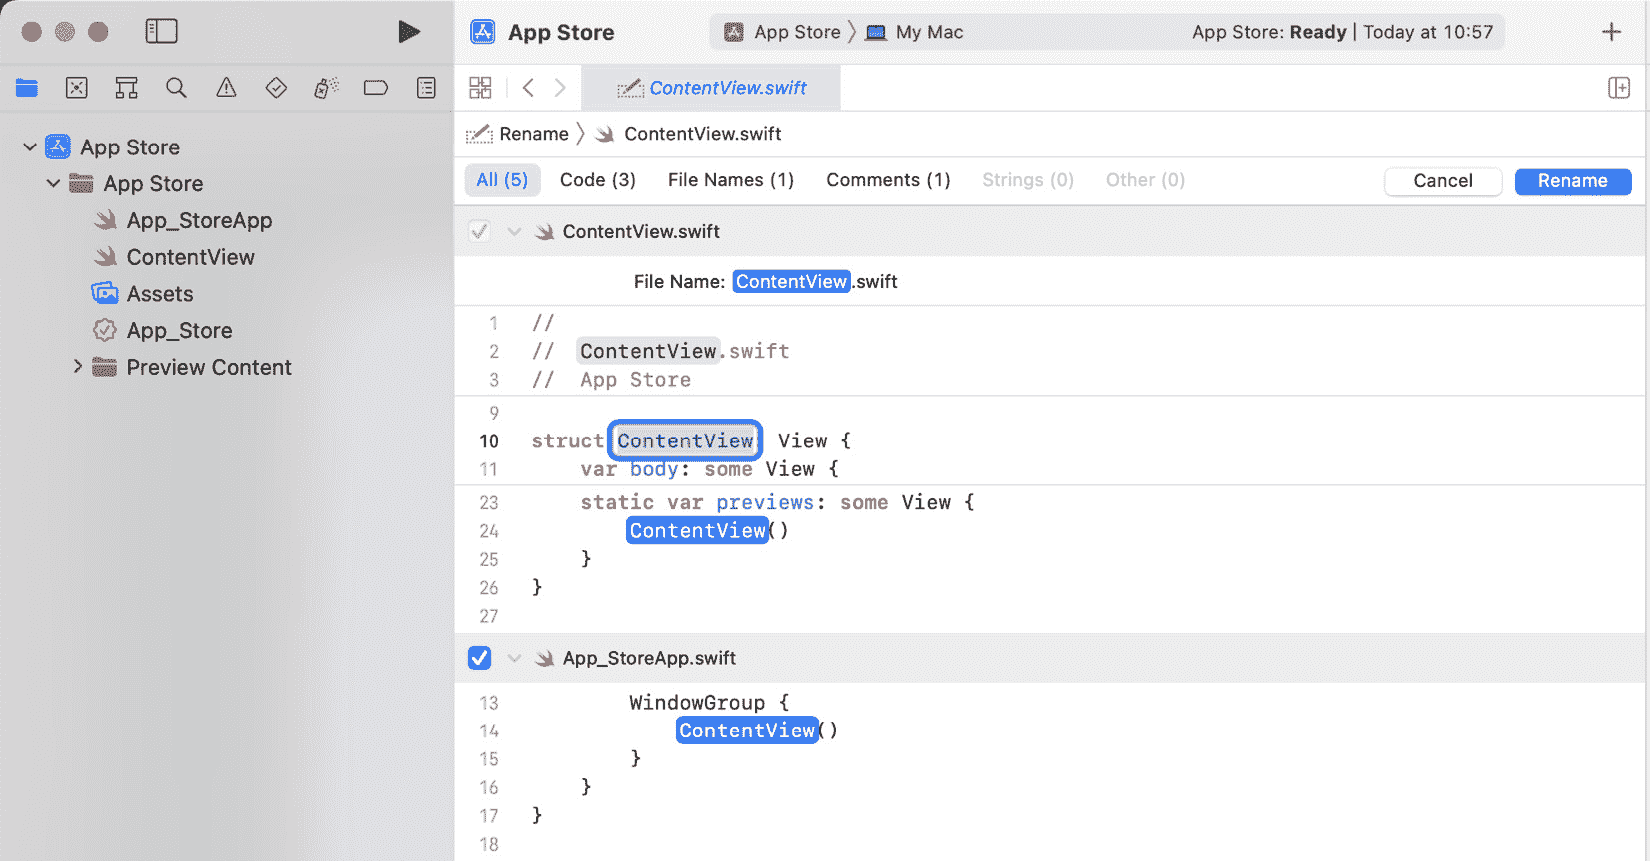 App Store
App Store 〉 My Mac
App Store: Ready | Today at 10:57
ContentView.swift
Rename 〉 ContentView.swift
All (5) Code (3) File Names (1) Comments (1) Strings (0) Other (0) Cancel Rename
App Store
App Store
App_StoreApp
ContentView
Assets
App_Store
Preview Content
ContentView.swift
File Name: ContentView.swift
1 //
2 // ContentView.swift
3 // App Store
9
10 struct ContentView View {
11 var body: some View {
23 static var previews: some View {
24 ContentView()
25 }
26 }
27
App_StoreApp.swift
13 WindowGroup {
14 ContentView()
15 }
16 }
17 }
18